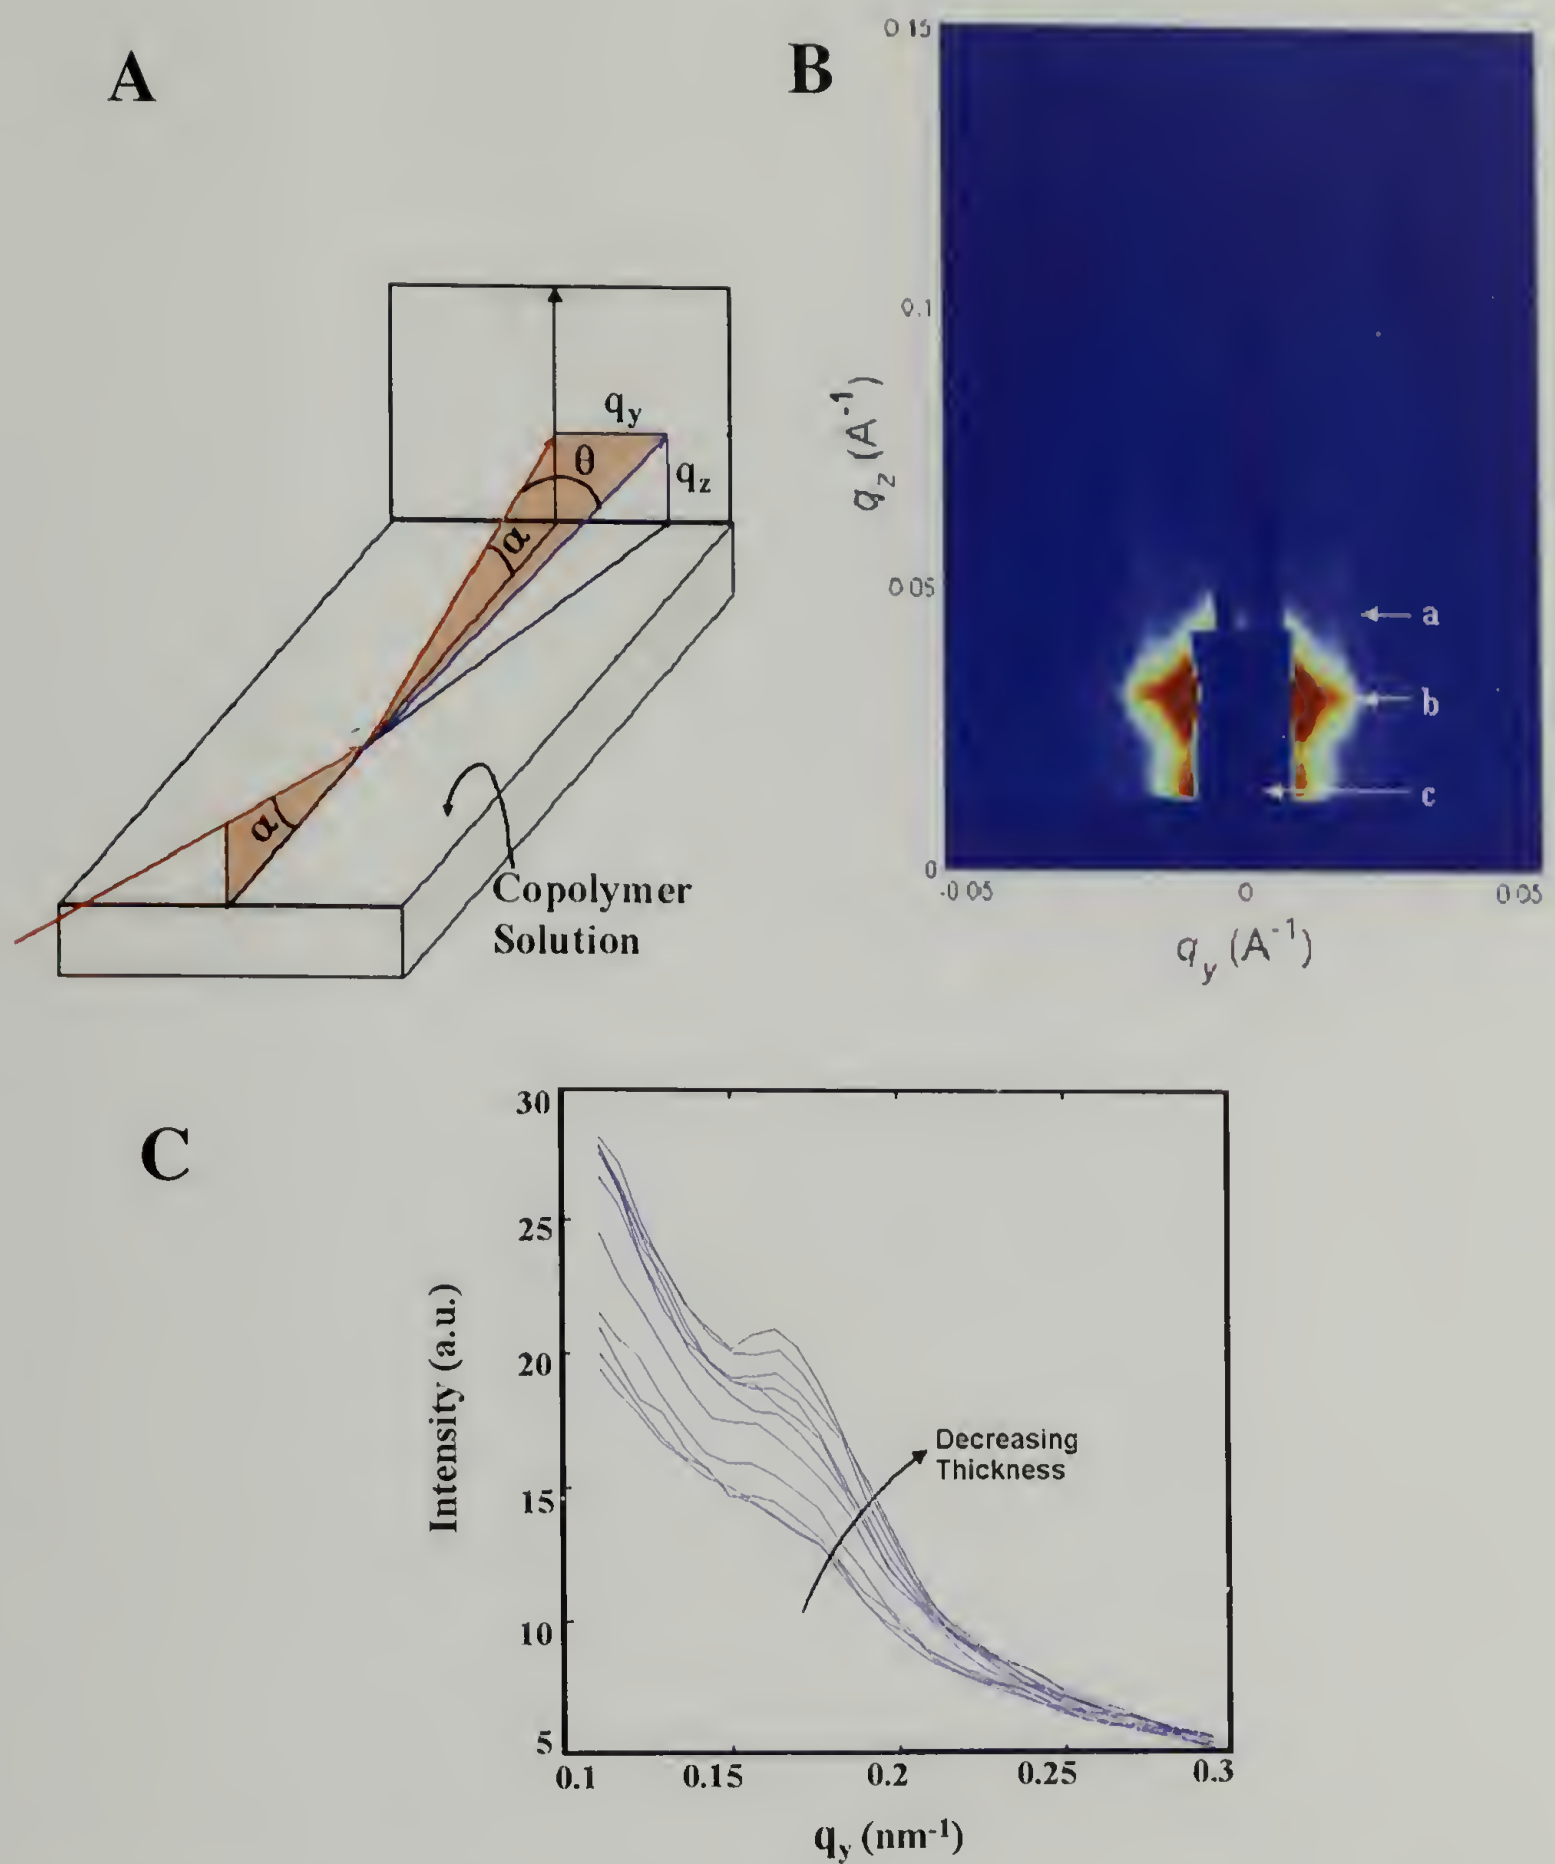 A
B
q_y
θ
q_z
α
α
Copolymer
Solution
0 15
0.1
0 05
0
q_z (A^-1)
a
b
c
-0 05
0
0 05
q_y (A^-1)
C
30
25
20
15
10
5
Intensity (a.u.)
Decreasing
Thickness
0.1
0.15
0.2
0.25
0.3
q_y (nm^-1)